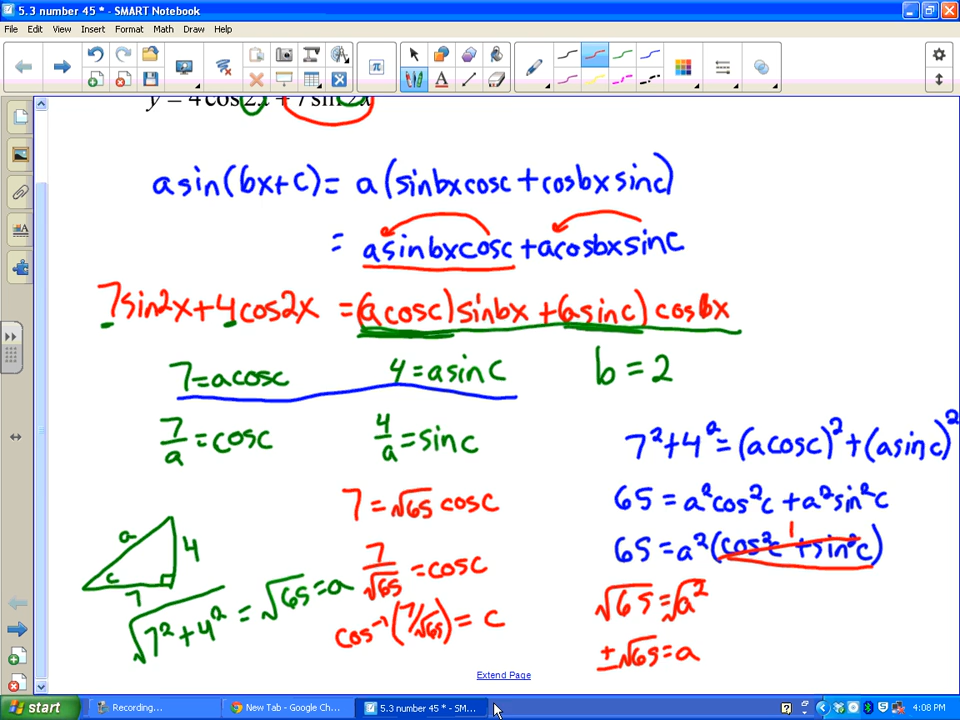 5.3 number 45 * - SMART Notebook
File Edit View Insert Format Math Draw Help
y = 4cos2x + 7sin2x
asin(bx+c) = a(sinbxcosc+cosbxsinc)
= asinbxcosc+acosbxsinc
7sin2x+4cos2x = (acosc)sinbx + (asinc)cosbx
7=acosc 4=asinc b=2
7/a=cosc 4/a=sinc
7²+4²=(acosc)²+(asinc)²
7=√65 cosc
65=a²cos²c+a²sin²c
7/√65=cosc
65=a²(cos²c+sin²c) 1
a 4 c 7
√7²+4² = √65=a
cos⁻¹(7/√65)=c
√65=√a²
±√65=a
Extend Page
start Recording... New Tab - Google Ch... 5.3 number 45 * - SM... 4:08 PM